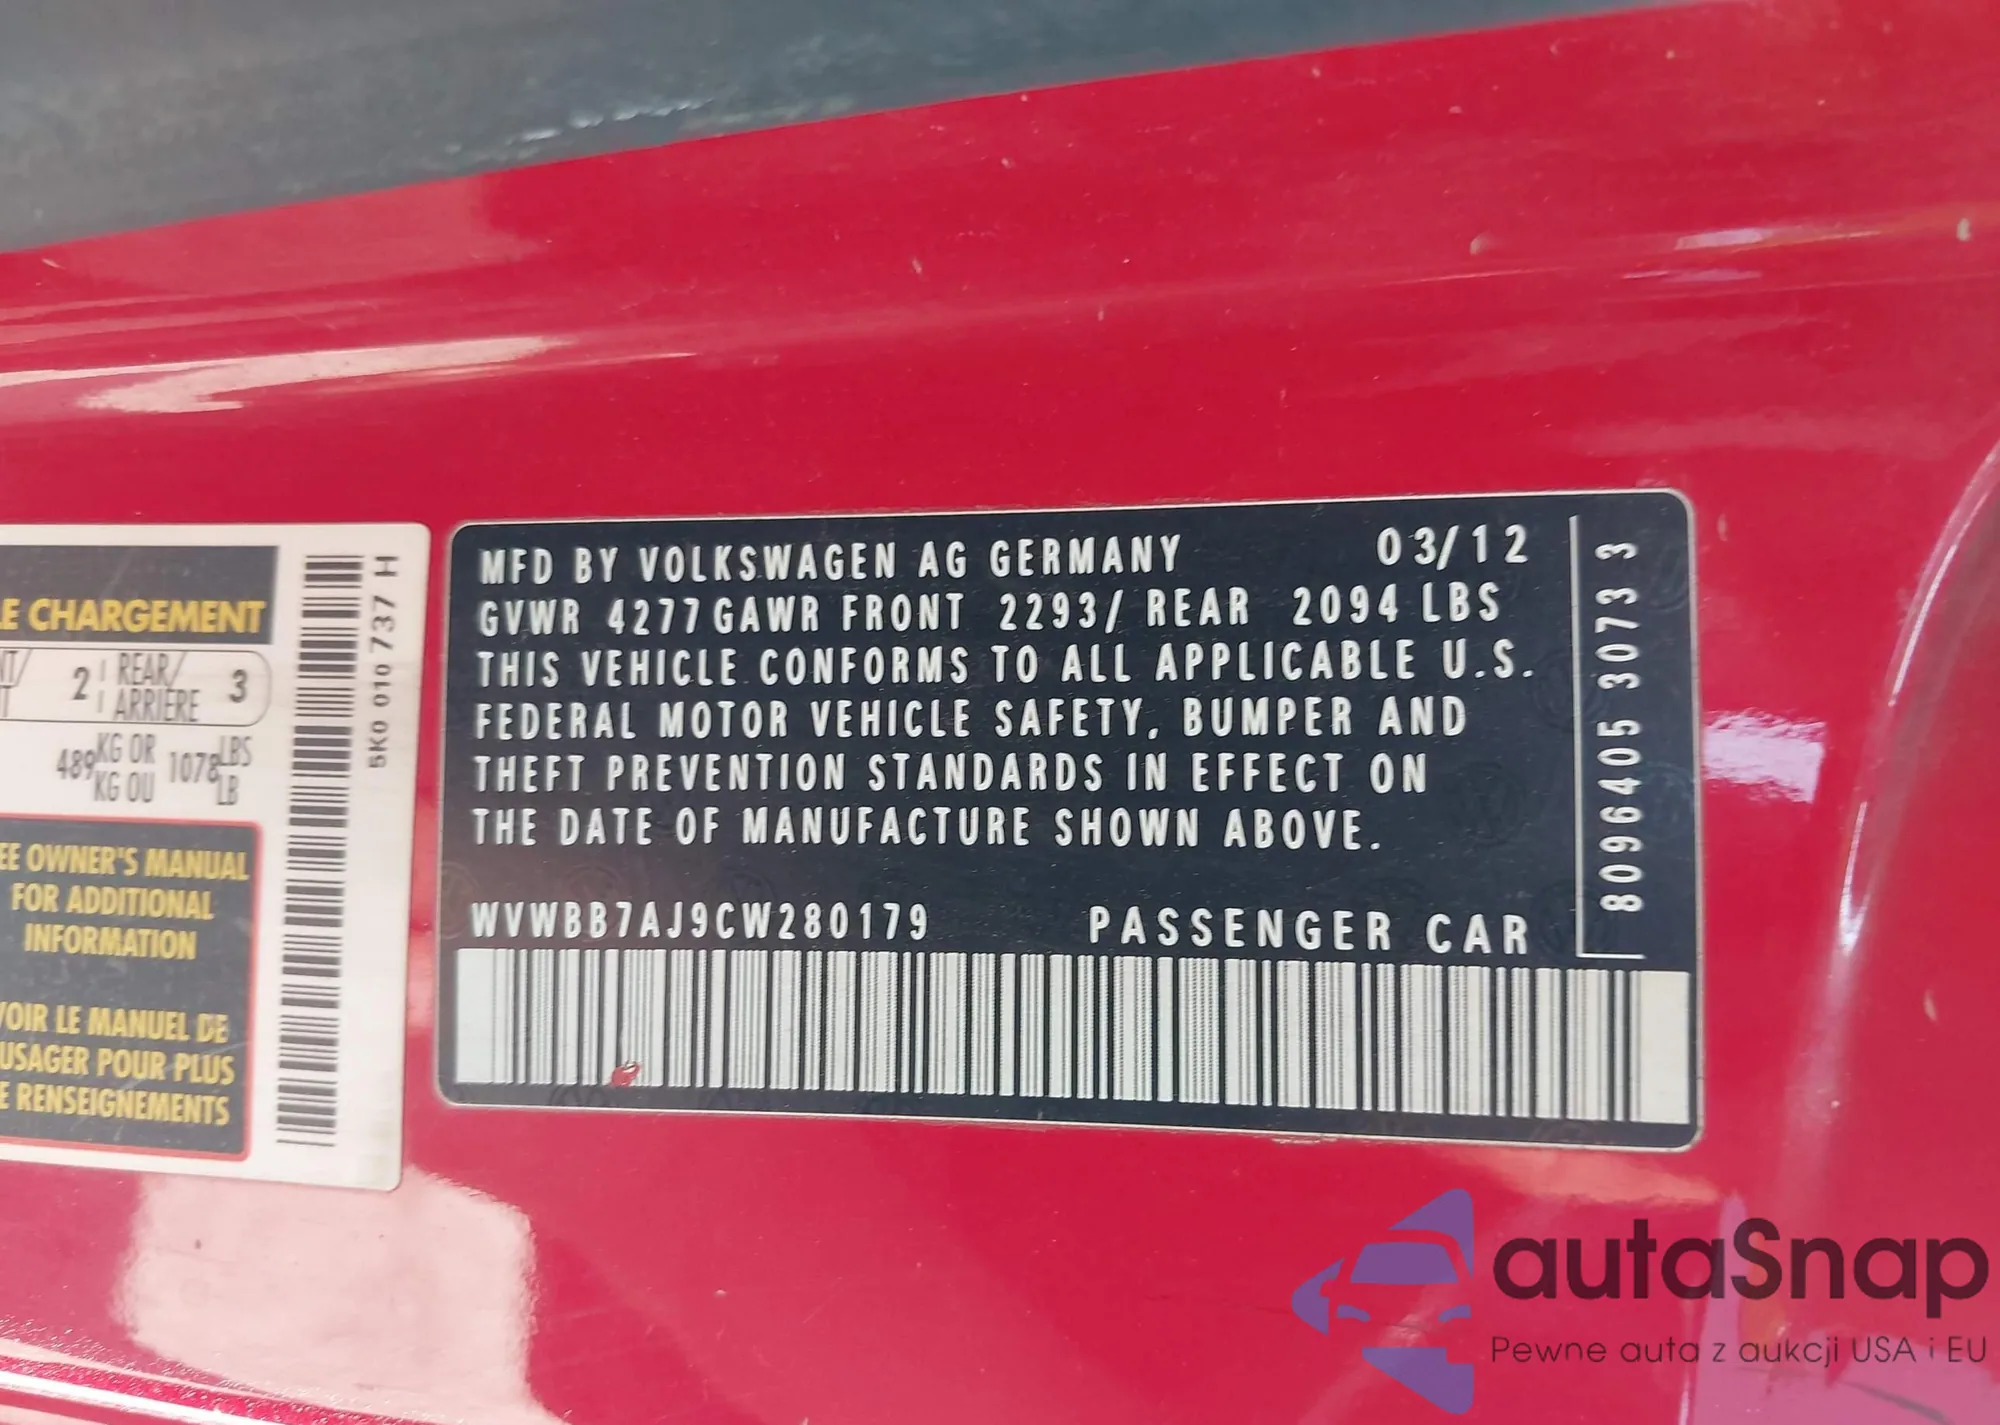 LE CHARGEMENT
2 REAR/ 3
ARRIÈRE
489 KG OR 1078 LBS
KG OU LB
OWNER'S MANUAL
FOR ADDITIONAL
INFORMATION
VOIR LE MANUEL DE
USAGER POUR PLUS
RENSEIGNEMENTS
5K0 010 737 H
MFD BY VOLKSWAGEN AG GERMANY 03/12
GVWR 4277 GAWR FRONT 2293/ REAR 2094 LBS
THIS VEHICLE CONFORMS TO ALL APPLICABLE U.S.
FEDERAL MOTOR VEHICLE SAFETY, BUMPER AND
THEFT PREVENTION STANDARDS IN EFFECT ON
THE DATE OF MANUFACTURE SHOWN ABOVE.
WVWBB7AJ9CW280179 PASSENGER CAR
8096405 3073 3
autaSnap
Pewne auta z aukcji USA i EU